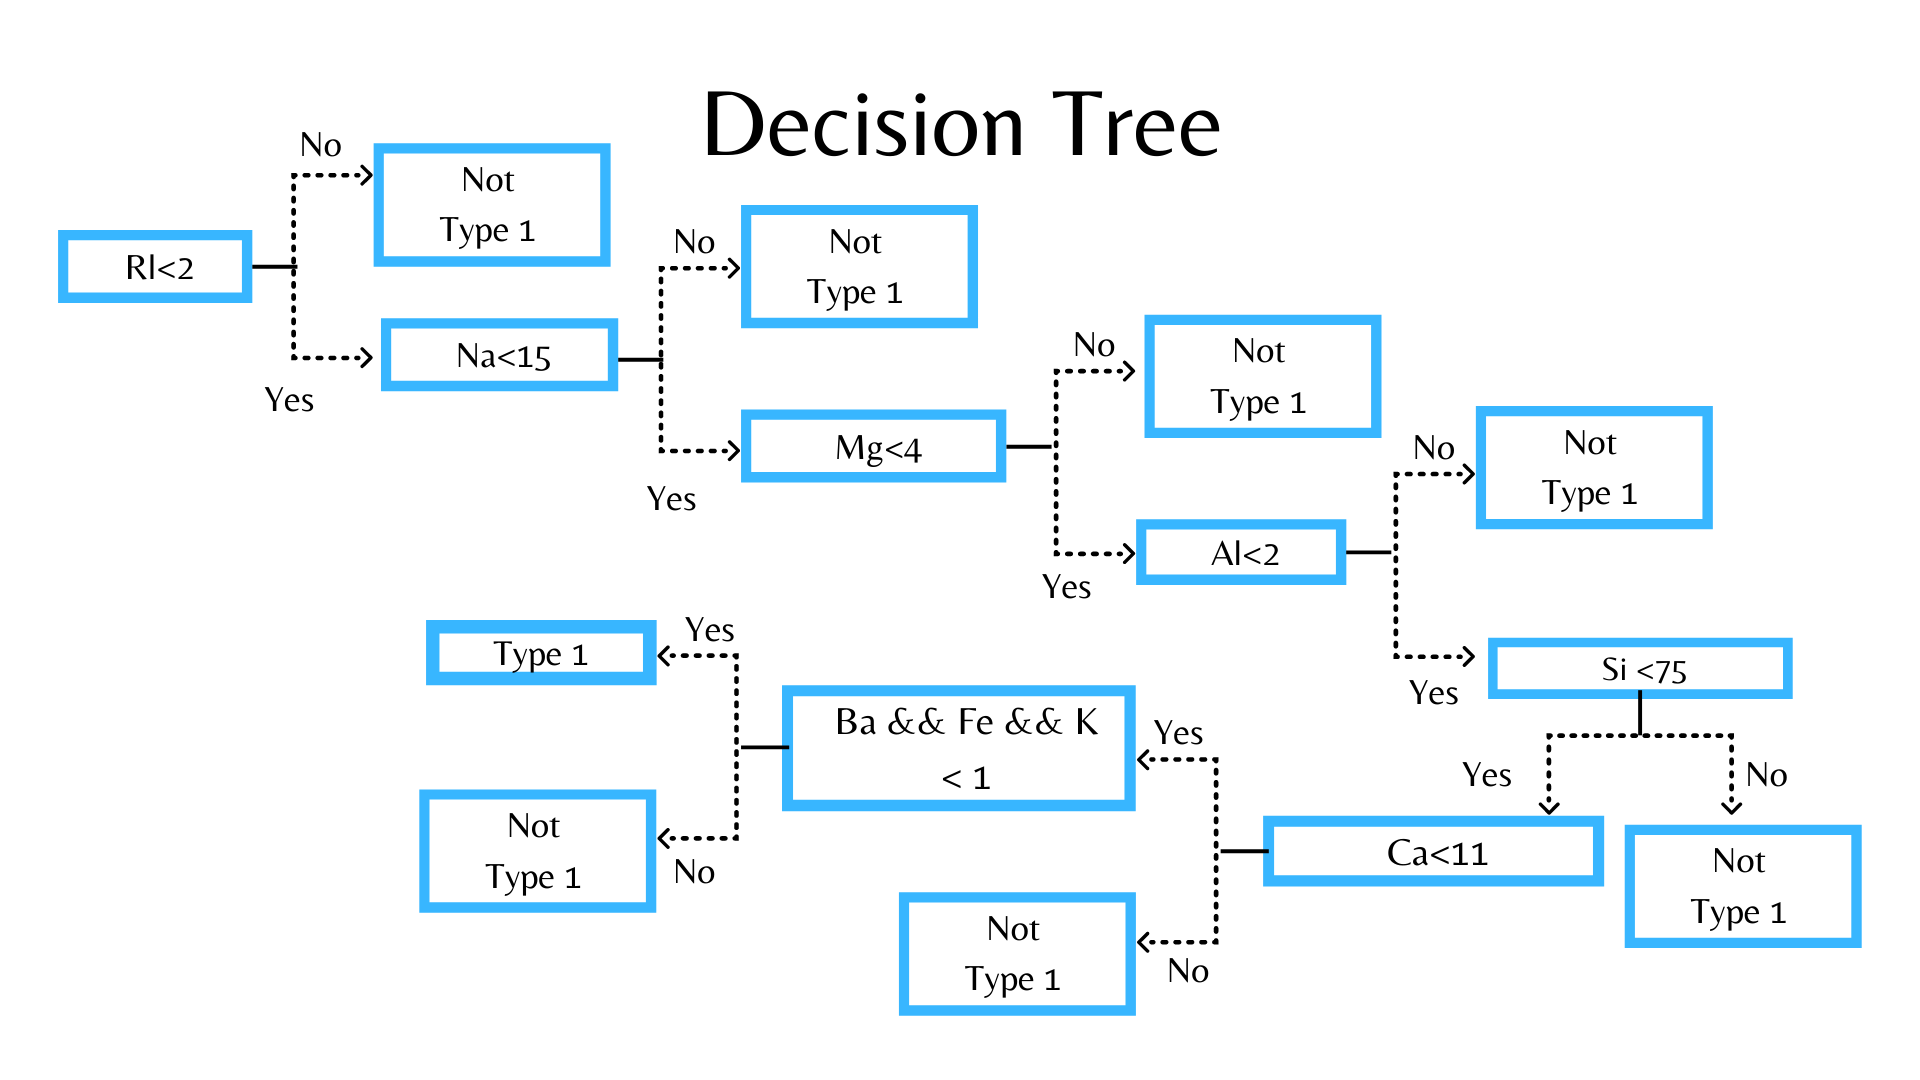 Decision Tree
No
Not
Type 1
Rl<2
Yes
Na<15
No
Not
Type 1
Yes
Mg<4
No
Not
Type 1
Yes
Al<2
No
Not
Type 1
Yes
Si <75
Yes
No
Not
Type 1
Ca<11
Yes
No
Not
Type 1
Ba && Fe && K
< 1
Yes
Type 1
No
Not
Type 1